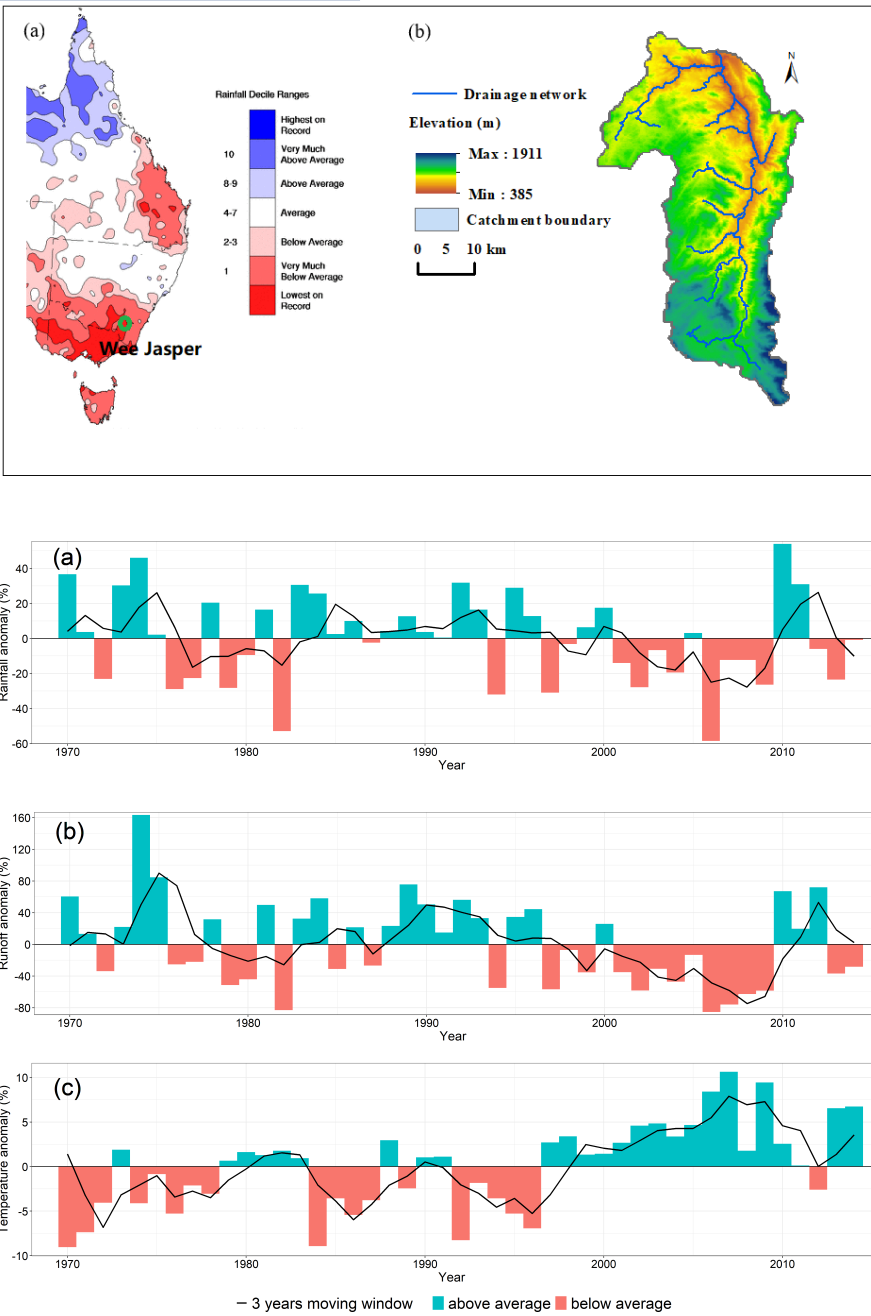 (a)
Rainfall Decile Ranges
Highest on
Record
10 Very Much
Above Average
8-9 Above Average
4-7 Average
2-3 Below Average
1 Very Much
Below Average
Lowest on
Record
Wee Jasper
(b)
N
Drainage network
Elevation (m)
Max : 1911
Min : 385
Catchment boundary
0 5 10 km
(a)
Rainfall anomaly (%)
40
20
0
-20
-40
-60
1970 1980 1990 2000 2010
Year
(b)
Runoff anomaly (%)
160
120
80
40
0
-40
-80
1970 1980 1990 2000 2010
Year
(c)
Temperature anomaly (%)
10
5
0
-5
-10
1970 1980 1990 2000 2010
Year
3 years moving window above average below average